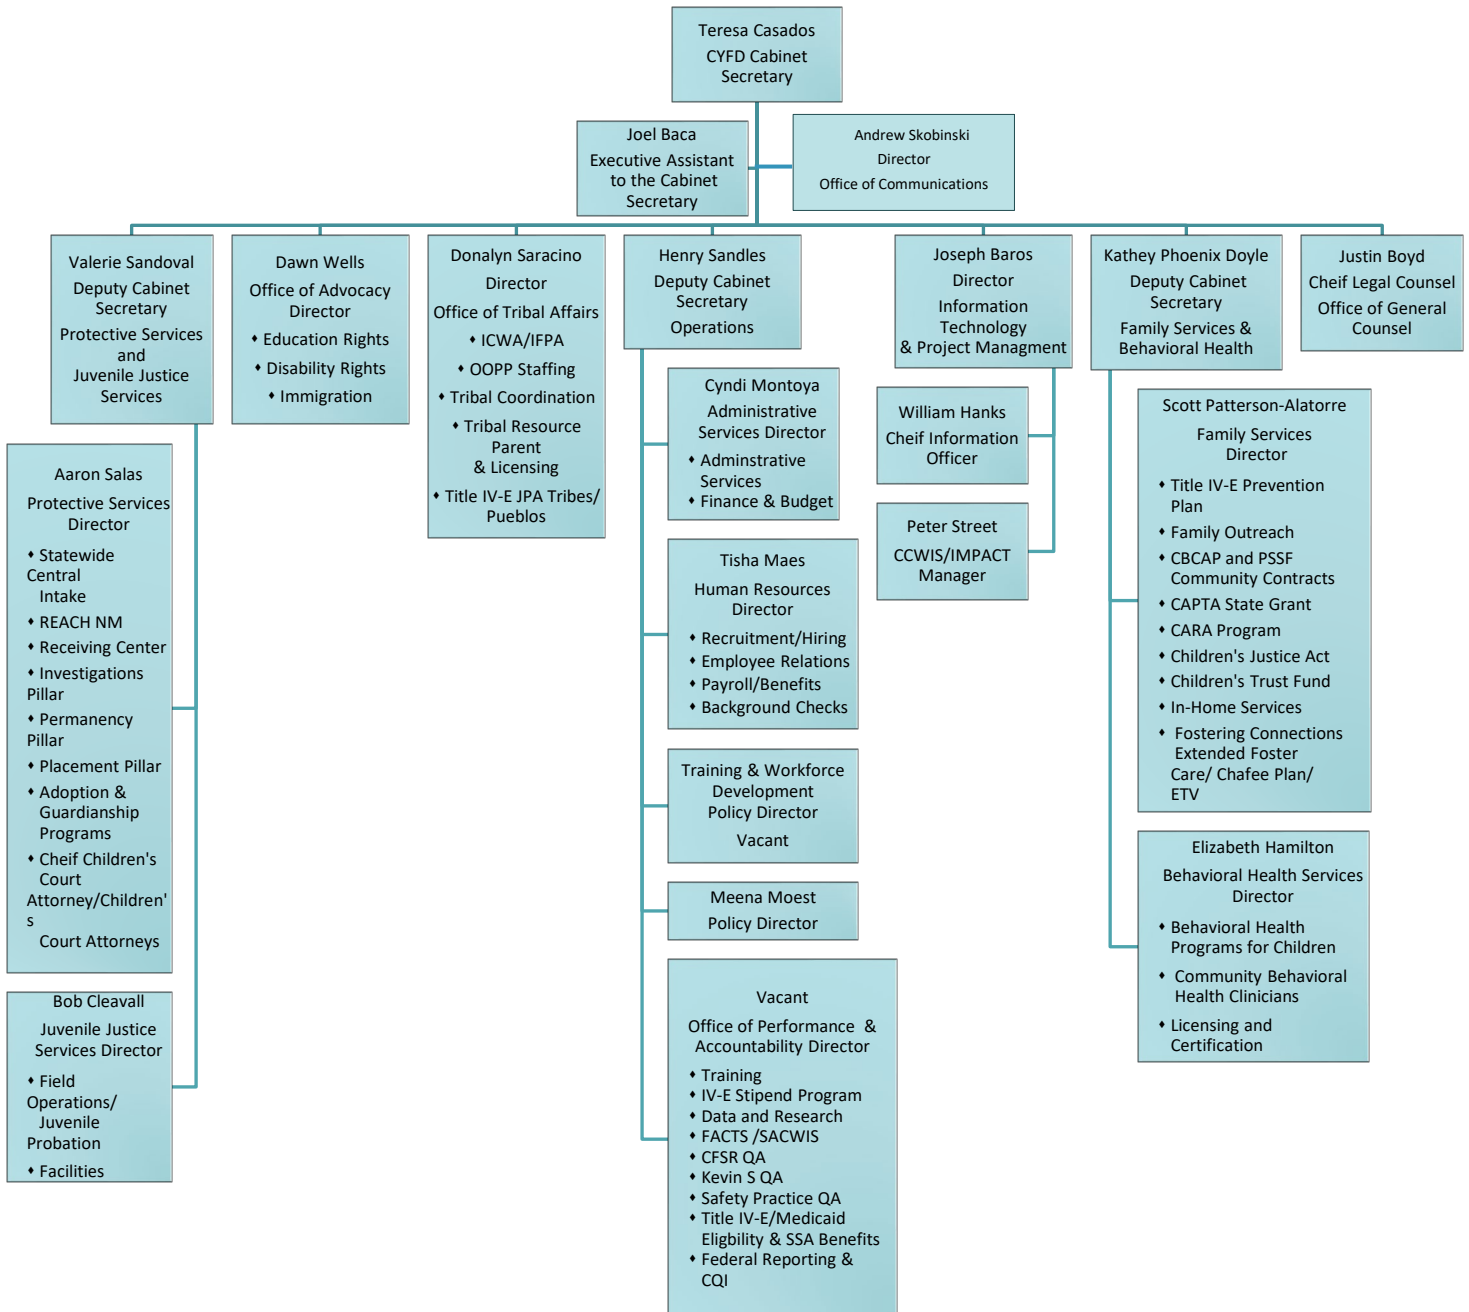 Teresa Casados
CYFD Cabinet
Secretary
Joel Baca
Executive Assistant
to the Cabinet
Secretary
Andrew Skobinski
Director
Office of Communications
Valerie Sandoval
Deputy Cabinet
Secretary
Protective Services
and
Juvenile Justice
Services
Dawn Wells
Office of Advocacy
Director
♦ Education Rights
♦ Disability Rights
♦ Immigration
Donalyn Saracino
Director
Office of Tribal Affairs
♦ ICWA/IFPA
♦ OOPP Staffing
♦ Tribal Coordination
♦ Tribal Resource
Parent
& Licensing
♦ Title IV-E JPA Tribes/
Pueblos
Henry Sandles
Deputy Cabinet
Secretary
Operations
Joseph Baros
Director
Information
Technology
& Project Managment
Kathey Phoenix Doyle
Deputy Cabinet
Secretary
Family Services &
Behavioral Health
Justin Boyd
Cheif Legal Counsel
Office of General
Counsel
Aaron Salas
Protective Services
Director
♦ Statewide
Central
Intake
♦ REACH NM
♦ Receiving Center
♦ Investigations
Pillar
♦ Permanency
Pillar
♦ Placement Pillar
♦ Adoption &
Guardianship
Programs
♦ Cheif Children's
Court
Attorney/Children'
s
Court Attorneys
Bob Cleavall
Juvenile Justice
Services Director
♦ Field
Operations/
Juvenile
Probation
♦ Facilities
Cyndi Montoya
Administrative
Services Director
♦ Adminstrative
Services
♦ Finance & Budget
Tisha Maes
Human Resources
Director
♦ Recruitment/Hiring
♦ Employee Relations
♦ Payroll/Benefits
♦ Background Checks
Training & Workforce
Development
Policy Director
Vacant
Meena Moest
Policy Director
Vacant
Office of Performance &
Accountability Director
♦ Training
♦ IV-E Stipend Program
♦ Data and Research
♦ FACTS /SACWIS
♦ CFSR QA
♦ Kevin S QA
♦ Safety Practice QA
♦ Title IV-E/Medicaid
Eligbility & SSA Benefits
♦ Federal Reporting &
CQI
William Hanks
Cheif Information
Officer
Peter Street
CCWIS/IMPACT
Manager
Scott Patterson-Alatorre
Family Services
Director
♦ Title IV-E Prevention
Plan
♦ Family Outreach
♦ CBCAP and PSSF
Community Contracts
♦ CAPTA State Grant
♦ CARA Program
♦ Children's Justice Act
♦ Children's Trust Fund
♦ In-Home Services
♦ Fostering Connections
Extended Foster
Care/ Chafee Plan/
ETV
Elizabeth Hamilton
Behavioral Health Services
Director
♦ Behavioral Health
Programs for Children
♦ Community Behavioral
Health Clinicians
♦ Licensing and
Certification